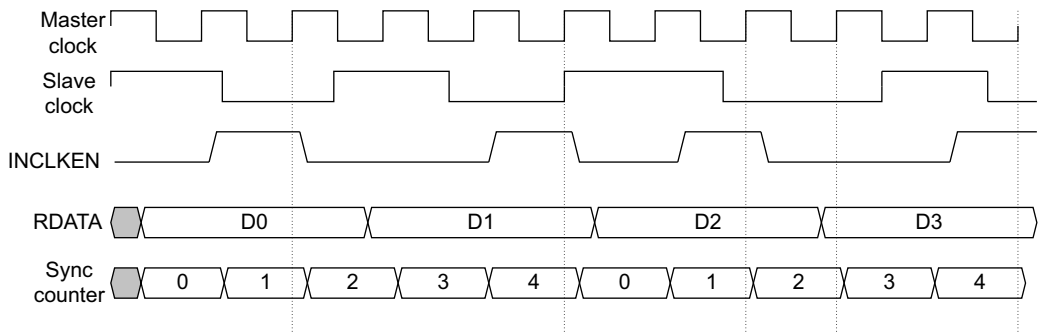 Master
clock
Slave
clock
INCLKEN
RDATA D0 D1 D2 D3
Sync
counter 0 1 2 3 4 0 1 2 3 4